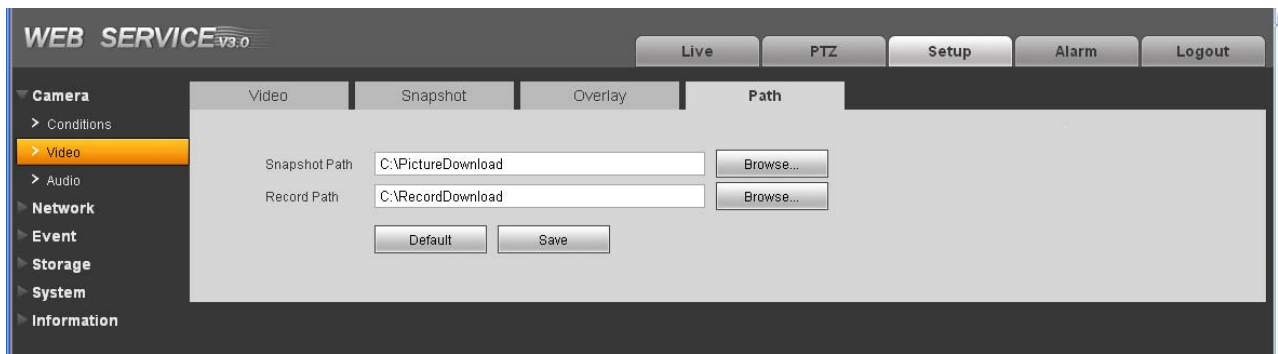 WEB SERVICE V3.0
Live PTZ Setup Alarm Logout
Camera
> Conditions
> Video
> Audio
Network
Event
Storage
System
Information
Video Snapshot Overlay Path
Snapshot Path C:\PictureDownload Browse...
Record Path C:\RecordDownload Browse...
Default Save